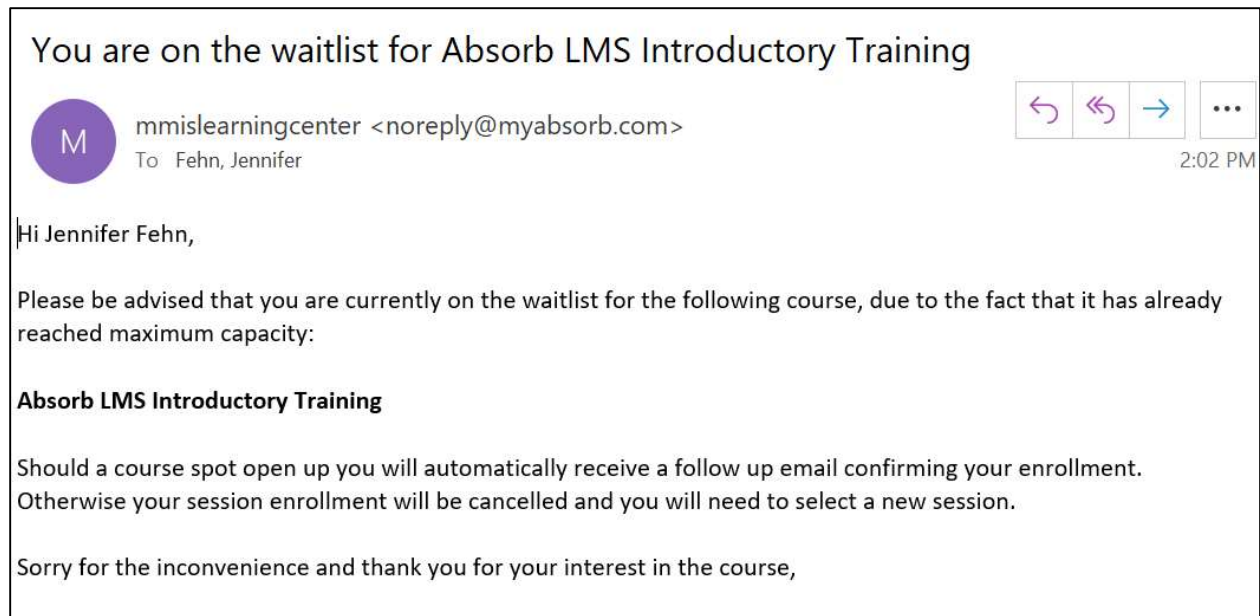 You are on the waitlist for Absorb LMS Introductory Training
M
mmislearningcenter <noreply@myabsorb.com>
To Fehn, Jennifer
2:02 PM
Hi Jennifer Fehn,
Please be advised that you are currently on the waitlist for the following course, due to the fact that it has already
reached maximum capacity:
Absorb LMS Introductory Training
Should a course spot open up you will automatically receive a follow up email confirming your enrollment.
Otherwise your session enrollment will be cancelled and you will need to select a new session.
Sorry for the inconvenience and thank you for your interest in the course,